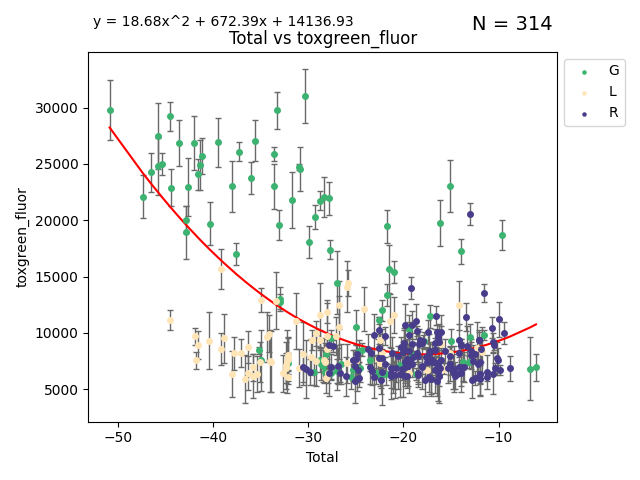 y = 18.68x^2 + 672.39x + 14136.93
N = 314
Total vs toxgreen_fluor
G
L
R
toxgreen_fluor
30000
25000
20000
15000
10000
5000
−50
−40
−30
−20
−10
Total